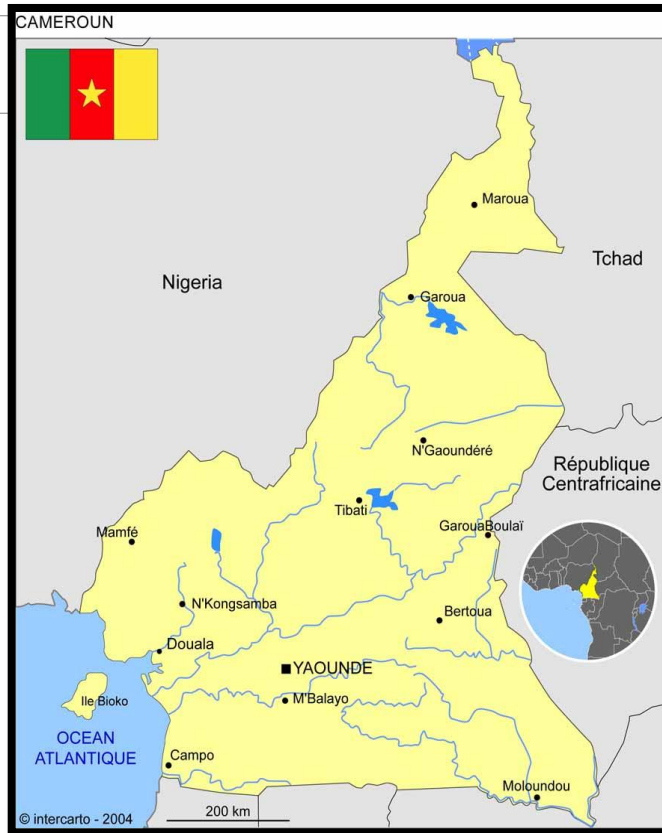 CAMEROUN
Maroua
Tchad
Nigeria
Garoua
N'Gaoundéré
République
Centrafricaine
Tibati
GarouaBoulaï
Mamfé
N'Kongsamba
Bertoua
Douala
YAOUNDE
Ile Bioko
M'Balayo
OCEAN
ATLANTIQUE
Campo
Moloundou
200 km
© intercarto - 2004